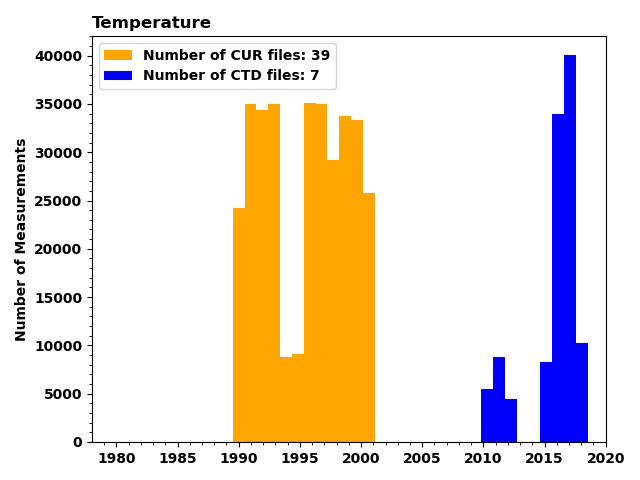 Temperature
Number of CUR files: 39
Number of CTD files: 7
Number of Measurements
40000
35000
30000
25000
20000
15000
10000
5000
0
1980 1985 1990 1995 2000 2005 2010 2015 2020